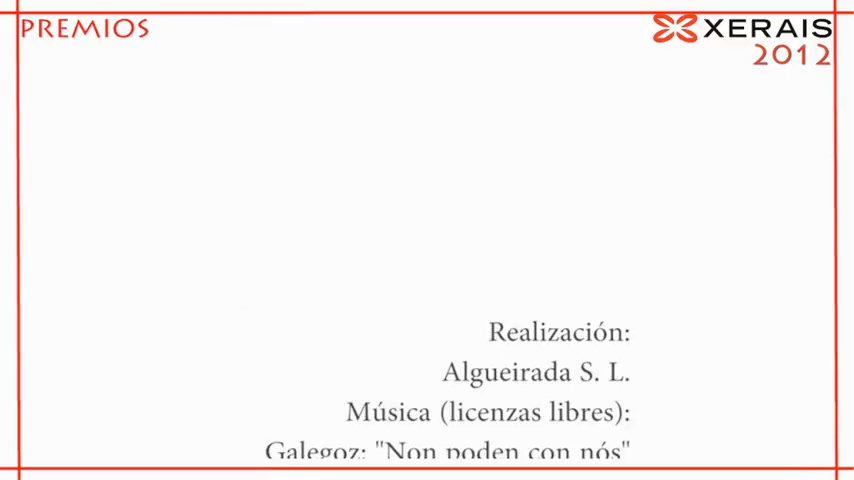 PREMIOS
XERAIS
2012
Realización:
Algueirada S. L.
Música (licenzas libres):
Galegoz: "Non poden con nós"